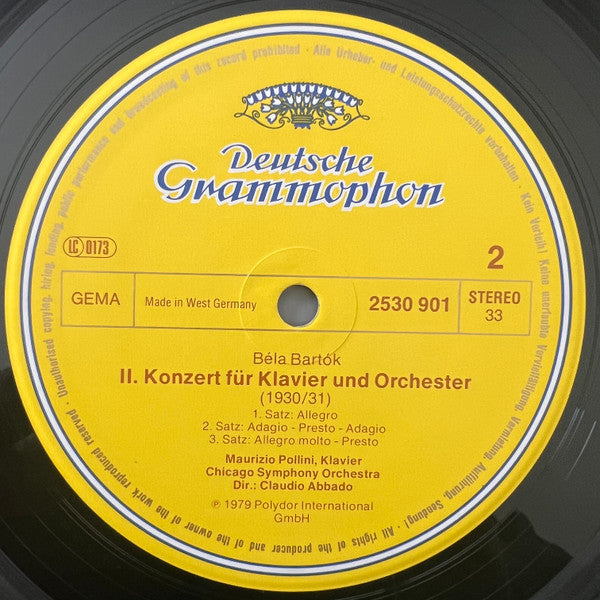 Deutsche
Grammophon
LC 0173
2
GEMA
Made in West Germany
2530 901
STEREO
33
Béla Bartók
II. Konzert für Klavier und Orchester
(1930/31)
1. Satz: Allegro
2. Satz: Adagio - Presto - Adagio
3. Satz: Allegro molto - Presto
Maurizio Pollini, Klavier
Chicago Symphony Orchestra
Dir.: Claudio Abbado
℗ 1979 Polydor International
GmbH
Alle Urheber- und Leistungsschutzrechte vorbehalten · Kein Verleih! Keine unerlaubte Vervielfältigung, Vermietung, Aufführung, Sendung! · All rights of the producer and of the owner of the work reproduced reserved · Unauthorised copying, hiring, lending, public performance and broadcasting of this record prohibited ·